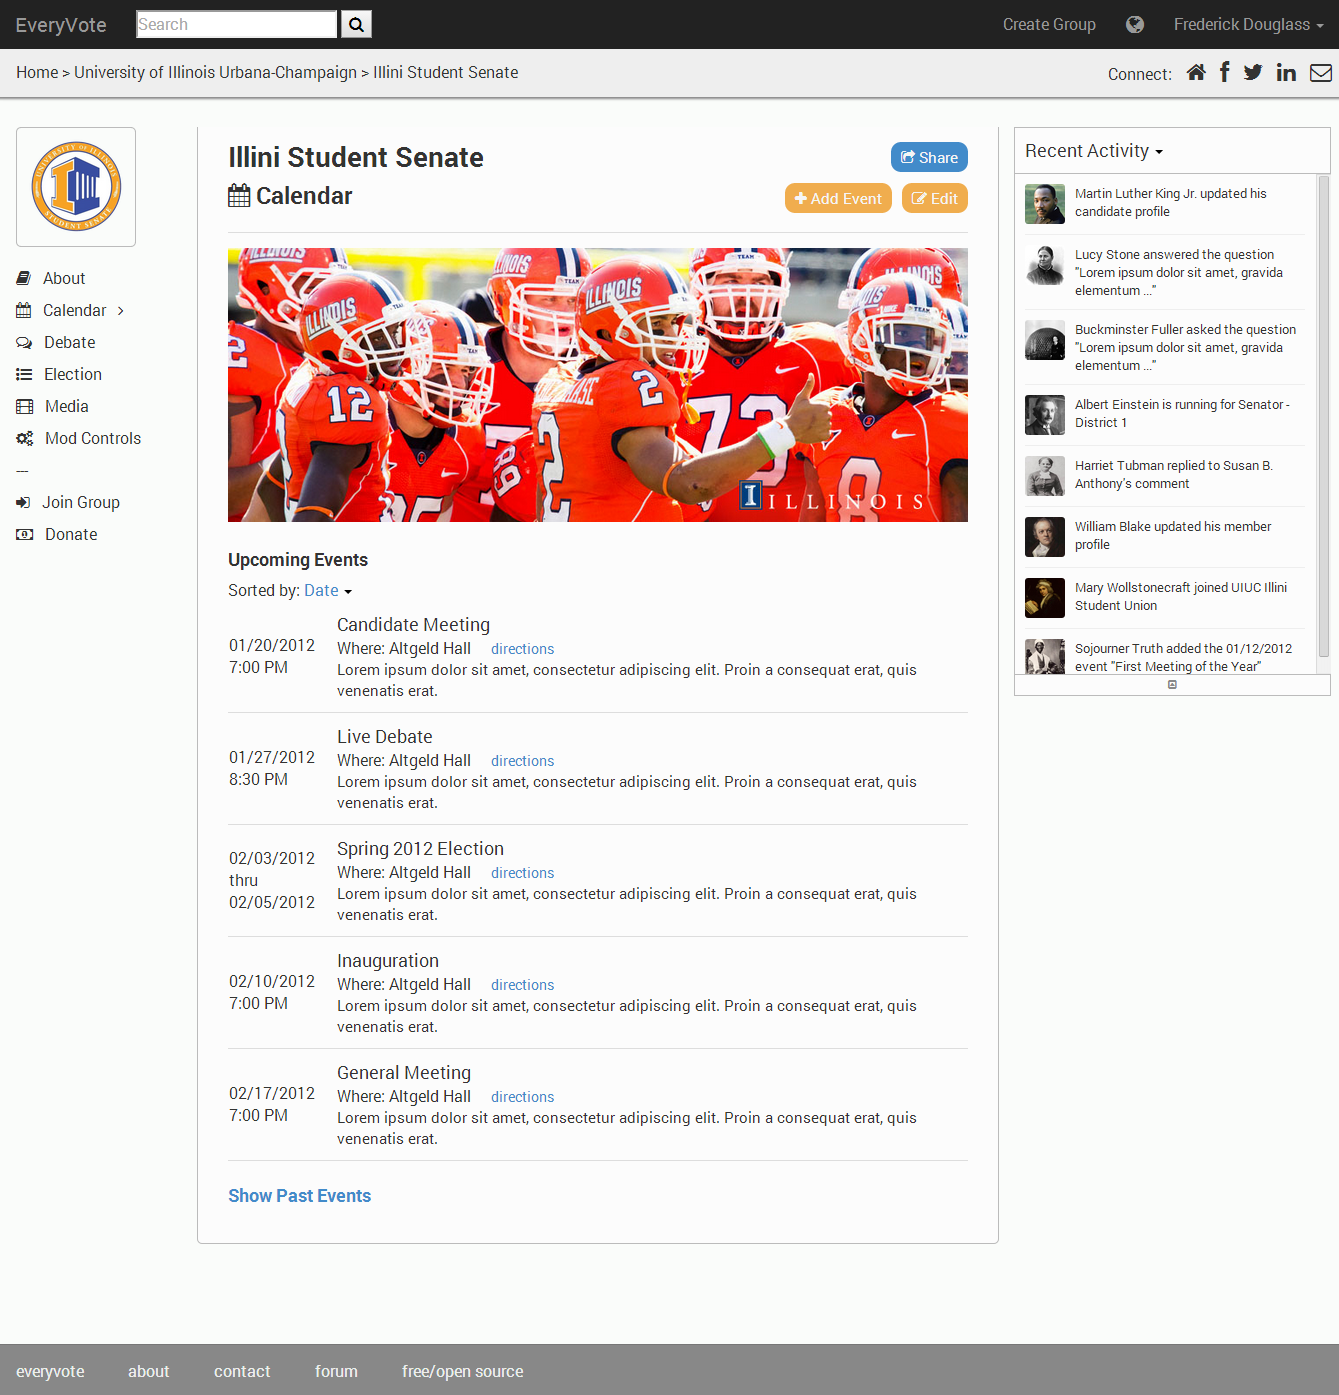 EveryVote
Search
Create Group
Frederick Douglass
Home > University of Illinois Urbana-Champaign > Illini Student Senate
Connect:
UNIVERSITY OF ILLINOIS
STUDENT SENATE
About
Calendar
Debate
Election
Media
Mod Controls
---
Join Group
Donate
Illini Student Senate
Share
Calendar
Add Event
Edit
ILLINOIS
TEAM
ILLINOIS
ILLINOIS
ILLINOIS
12
2
2
73
8
I ILLINOIS
Upcoming Events
Sorted by: Date
01/20/2012
7:00 PM
Candidate Meeting
Where: Altgeld Hall directions
Lorem ipsum dolor sit amet, consectetur adipiscing elit. Proin a consequat erat, quis
venenatis erat.
01/27/2012
8:30 PM
Live Debate
Where: Altgeld Hall directions
Lorem ipsum dolor sit amet, consectetur adipiscing elit. Proin a consequat erat, quis
venenatis erat.
02/03/2012
thru
02/05/2012
Spring 2012 Election
Where: Altgeld Hall directions
Lorem ipsum dolor sit amet, consectetur adipiscing elit. Proin a consequat erat, quis
venenatis erat.
02/10/2012
7:00 PM
Inauguration
Where: Altgeld Hall directions
Lorem ipsum dolor sit amet, consectetur adipiscing elit. Proin a consequat erat, quis
venenatis erat.
02/17/2012
7:00 PM
General Meeting
Where: Altgeld Hall directions
Lorem ipsum dolor sit amet, consectetur adipiscing elit. Proin a consequat erat, quis
venenatis erat.
Show Past Events
Recent Activity
Martin Luther King Jr. updated his
candidate profile
Lucy Stone answered the question
"Lorem ipsum dolor sit amet, gravida
elementum ..."
Buckminster Fuller asked the question
"Lorem ipsum dolor sit amet, gravida
elementum ..."
Albert Einstein is running for Senator -
District 1
Harriet Tubman replied to Susan B.
Anthony's comment
William Blake updated his member
profile
Mary Wollstonecraft joined UIUC Illini
Student Union
Sojourner Truth added the 01/12/2012
event "First Meeting of the Year"
everyvote
about
contact
forum
free/open source